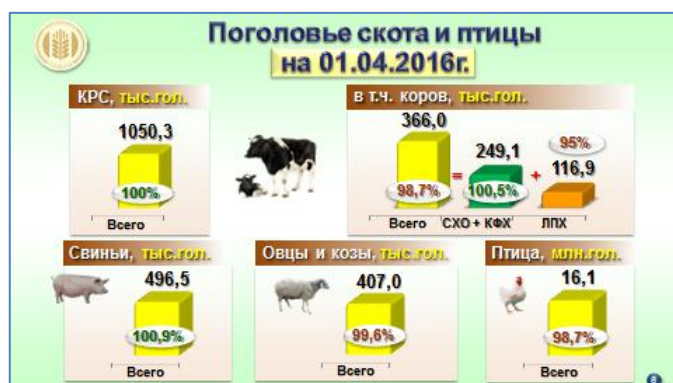 Поголовье скота и птицы
на 01.04.2016г.
КРС, тыс.гол.
1050,3
100%
Всего
в т.ч. коров, тыс.гол.
366,0
98,7%
=
249,1
100,5%
+
95%
116,9
Всего
СХО + КФХ
ЛПХ
Свиньи, тыс.гол.
496,5
100,9%
Всего
Овцы и козы, тыс.гол.
407,0
99,6%
Всего
Птица, млн.гол.
16,1
98,7%
Всего